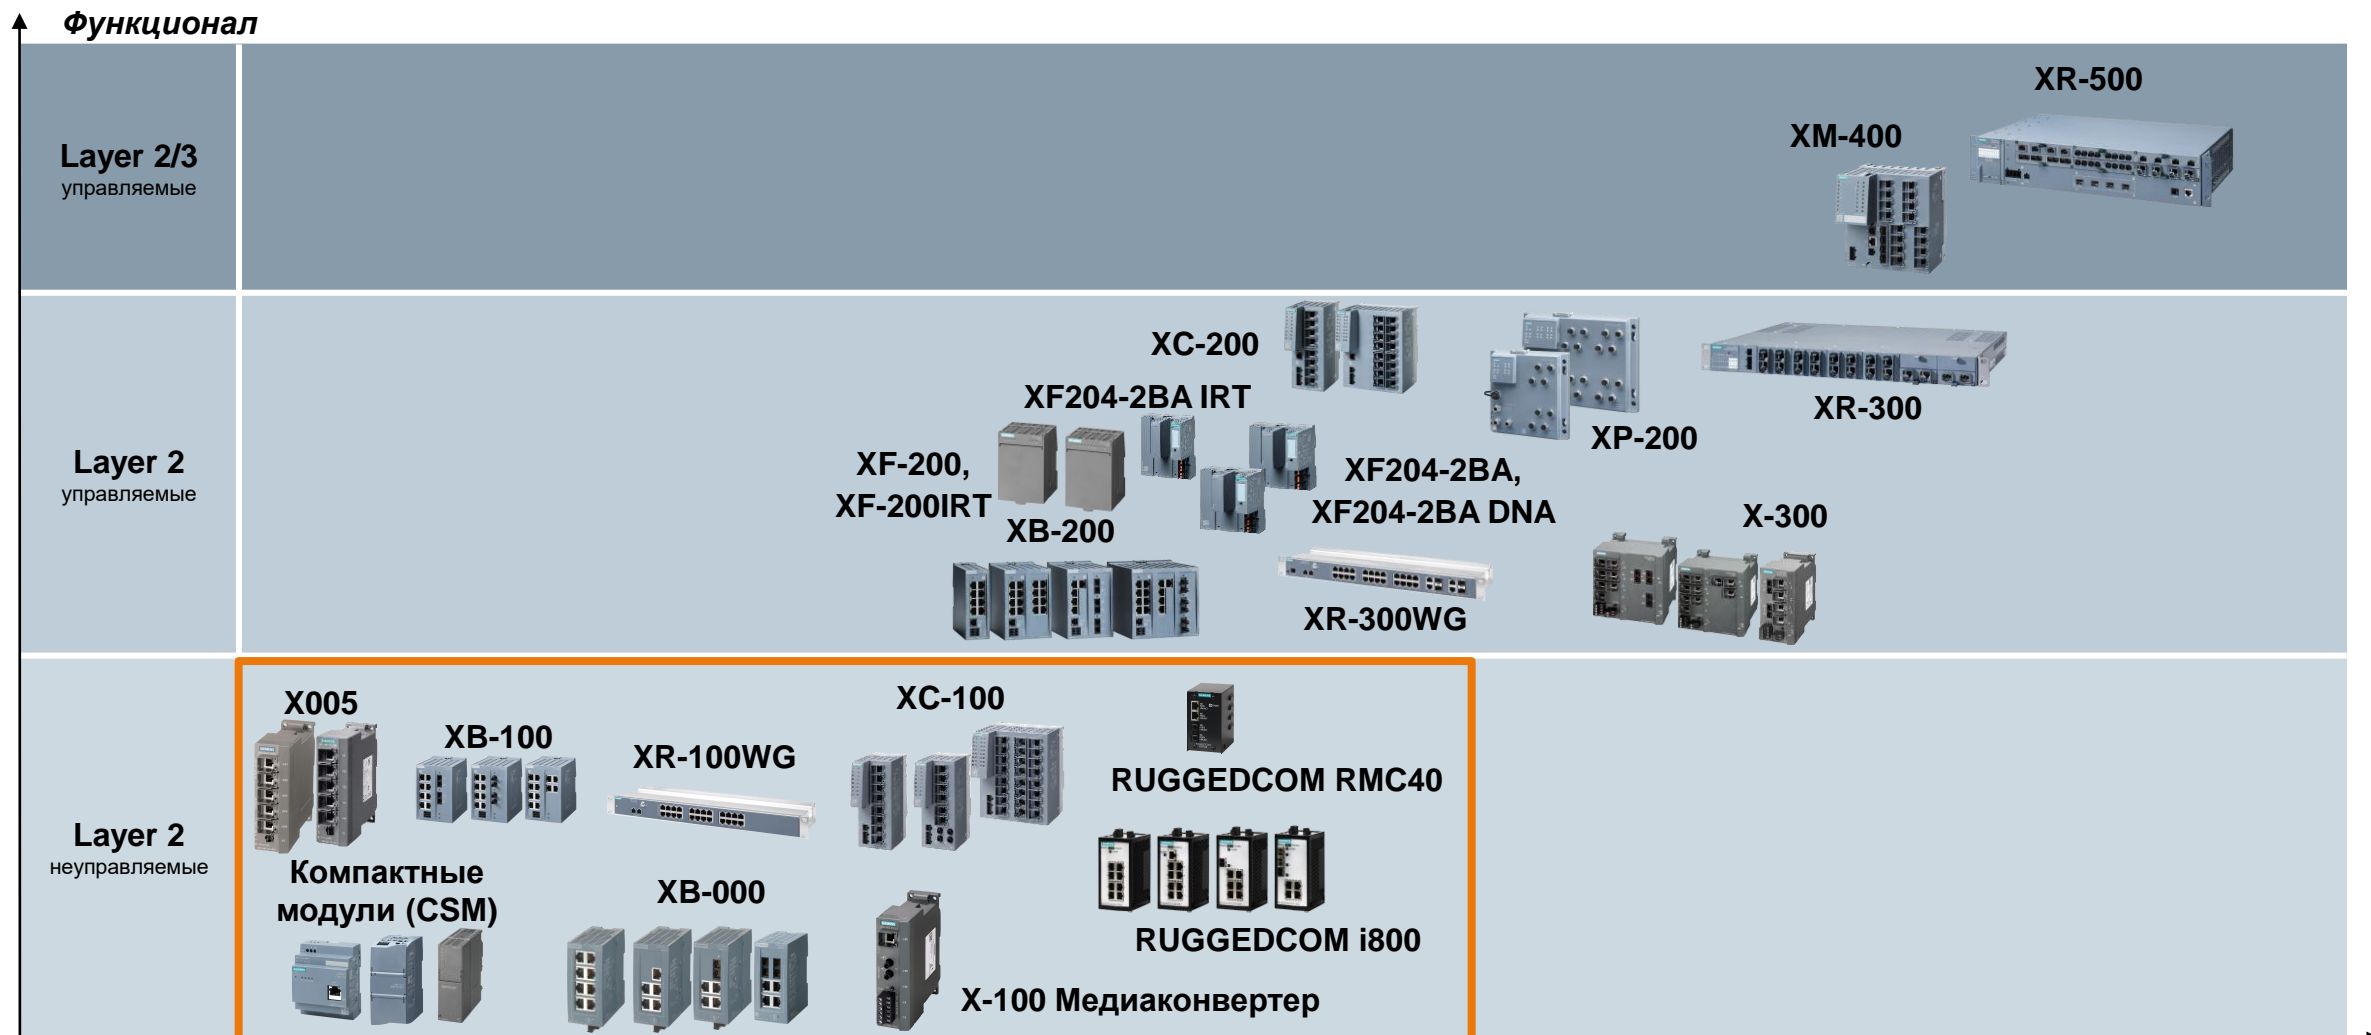 Функционал
XR-500
XM-400
Layer 2/3
управляемые
XC-200
XF204-2BA IRT
XR-300
XP-200
XF-200,
XF-200IRT
XF204-2BA,
XF204-2BA DNA
Layer 2
управляемые
XB-200
X-300
XR-300WG
X005
XC-100
XB-100
XR-100WG
RUGGEDCOM RMC40
Layer 2
неуправляемые
Компактные
модули (CSM)
XB-000
RUGGEDCOM i800
X-100 Медиаконвертер